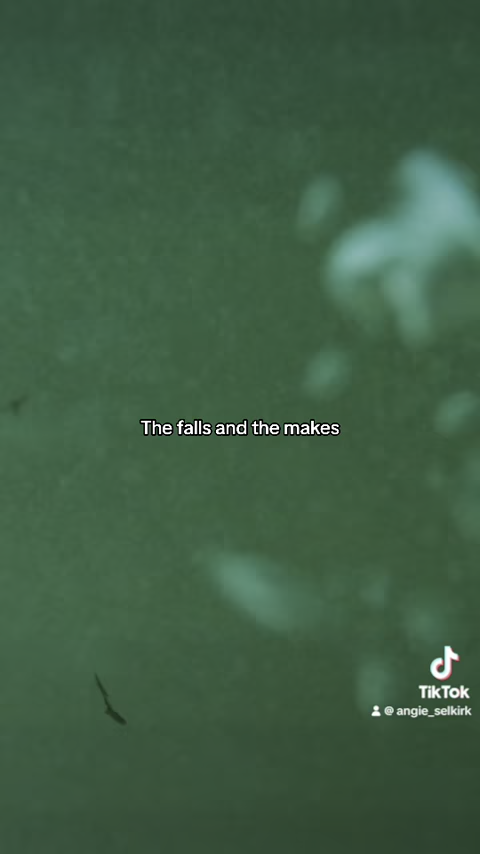 The falls and the makes
TikTok
@ angie_selkirk